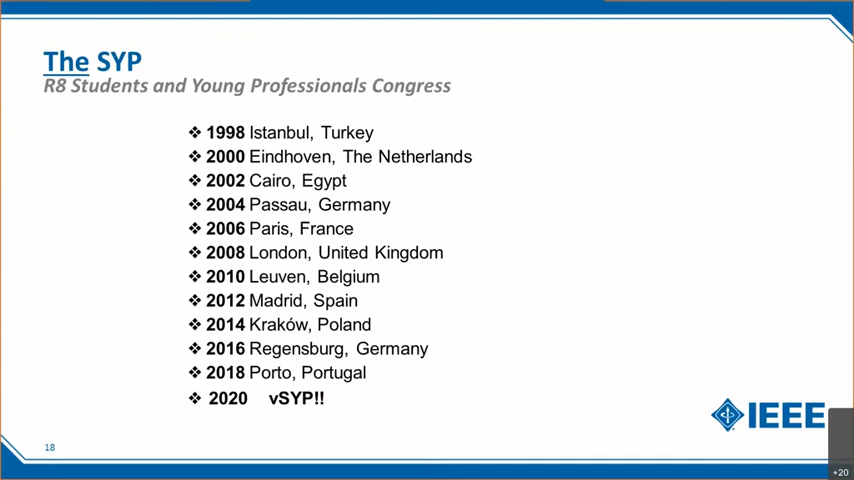 The SYP
R8 Students and Young Professionals Congress
❖ 1998 Istanbul, Turkey
❖ 2000 Eindhoven, The Netherlands
❖ 2002 Cairo, Egypt
❖ 2004 Passau, Germany
❖ 2006 Paris, France
❖ 2008 London, United Kingdom
❖ 2010 Leuven, Belgium
❖ 2012 Madrid, Spain
❖ 2014 Kraków, Poland
❖ 2016 Regensburg, Germany
❖ 2018 Porto, Portugal
❖ 2020 vSYP!!
IEEE
18
+20